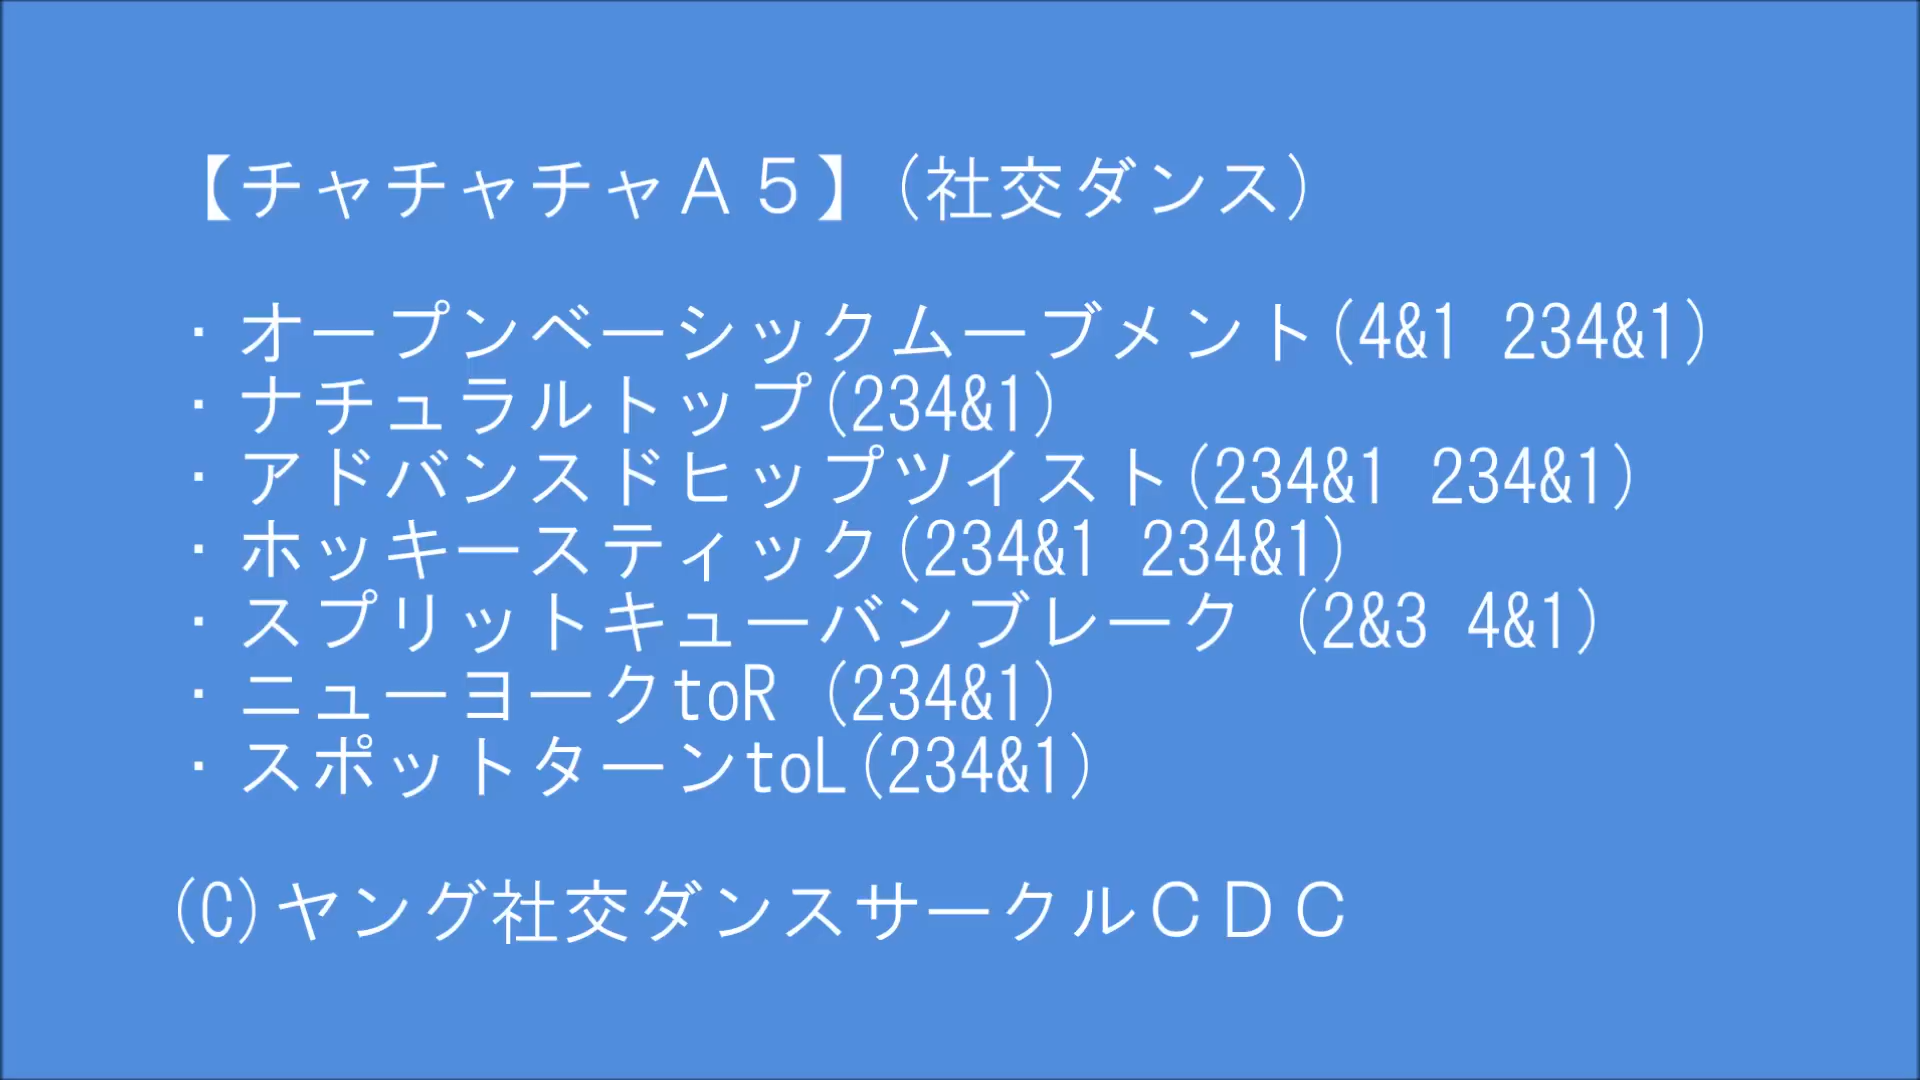 【チャチャチャA5】(社交ダンス)
・オープンベーシックムーブメント(4&1 234&1)
・ナチュラルトップ(234&1)
・アドバンスドヒップツイスト(234&1 234&1)
・ホッキースティック(234&1 234&1)
・スプリットキューバンブレーク (2&3 4&1)
・ニューヨークtoR (234&1)
・スポットターンtoL(234&1)
(C)ヤング社交ダンスサークルCDC